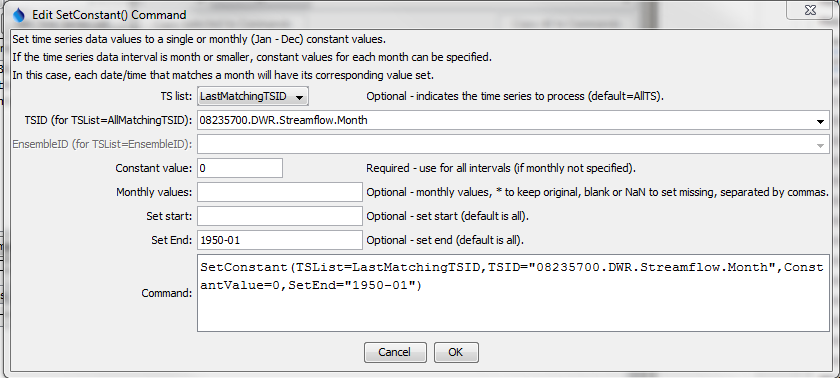 Edit SetConstant() Command
Set time series data values to a single or monthly (Jan - Dec) constant values.
If the time series data interval is month or smaller, constant values for each month can be specified.
In this case, each date/time that matches a month will have its corresponding value set.
TS list: LastMatchingTSID Optional - indicates the time series to process (default=AllTS).
TSID (for TSList=AllMatchingTSID): 08235700.DWR.Streamflow.Month
EnsembleID (for TSList=EnsembleID):
Constant value: 0 Required - use for all intervals (if monthly not specified).
Monthly values: Optional - monthly values, * to keep original, blank or NaN to set missing, separated by commas.
Set start: Optional - set start (default is all).
Set End: 1950-01 Optional - set end (default is all).
SetConstant(TSList=LastMatchingTSID,TSID="08235700.DWR.Streamflow.Month",Const
antValue=0,SetEnd="1950-01")
Command:
Cancel OK